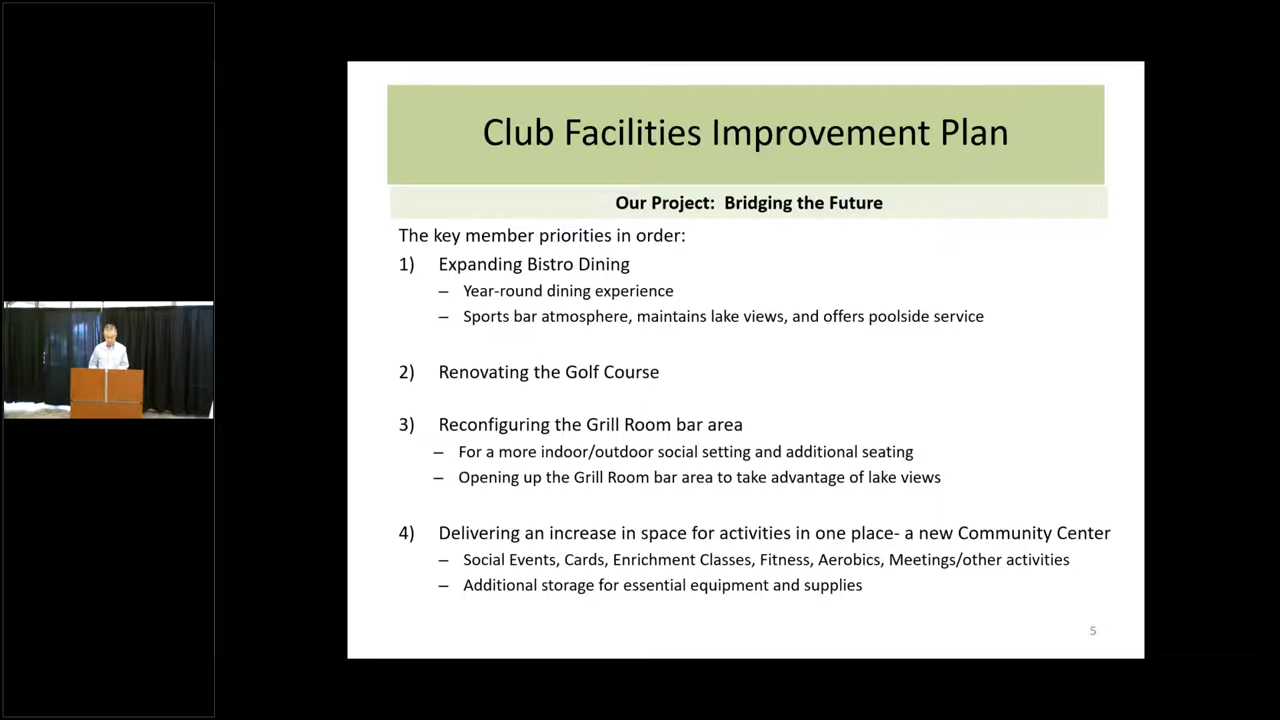 Club Facilities Improvement Plan
Our Project: Bridging the Future
The key member priorities in order:
1) Expanding Bistro Dining
– Year-round dining experience
– Sports bar atmosphere, maintains lake views, and offers poolside service
2) Renovating the Golf Course
3) Reconfiguring the Grill Room bar area
– For a more indoor/outdoor social setting and additional seating
– Opening up the Grill Room bar area to take advantage of lake views
4) Delivering an increase in space for activities in one place- a new Community Center
– Social Events, Cards, Enrichment Classes, Fitness, Aerobics, Meetings/other activities
– Additional storage for essential equipment and supplies
5